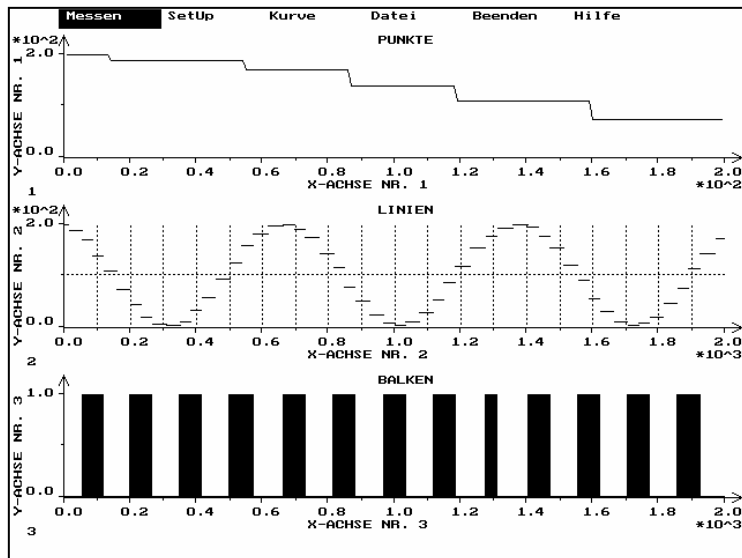 Messen SetUp Kurve Datei Beenden Hilfe
*10^2 PUNKTE
2.0
0.0
Y-ACHSE NR. 1
0.0 0.2 0.4 0.6 0.8 1.0 1.2 1.4 1.6 1.8 2.0
X-ACHSE NR. 1 *10^2
1
*10^2 LINIEN
2.0
0.0
Y-ACHSE NR. 2
0.0 0.2 0.4 0.6 0.8 1.0 1.2 1.4 1.6 1.8 2.0
X-ACHSE NR. 2 *10^3
2
BALKEN
1.0
0.0
Y-ACHSE NR. 3
0.0 0.2 0.4 0.6 0.8 1.0 1.2 1.4 1.6 1.8 2.0
X-ACHSE NR. 3 *10^3
3